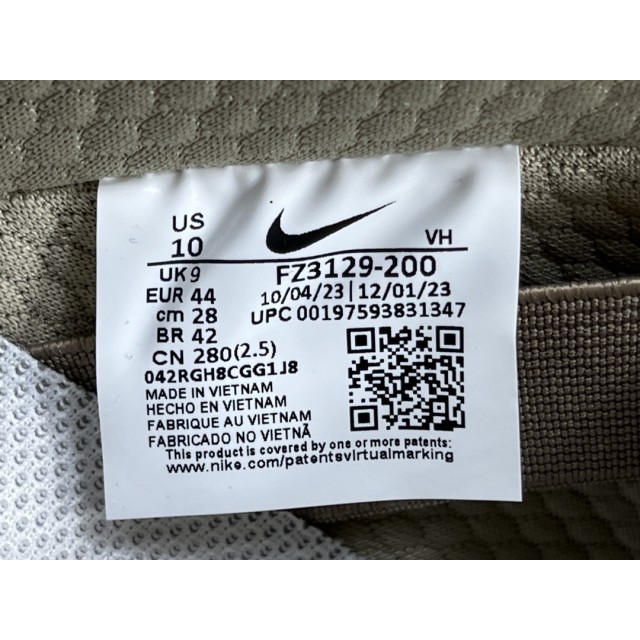 US
10
VH
UK 9
FZ3129-200
EUR 44
10/04/23 | 12/01/23
cm 28
UPC 00197593831347
BR 42
CN 280(2.5)
042RGH8CGG1J8
MADE IN VIETNAM
HECHO EN VIETNAM
FABRIQUE AU VIETNAM
FABRICADO NO VIETNÃ
This product is covered by one or more patents:
www.nike.com/patentsvirtualmarking